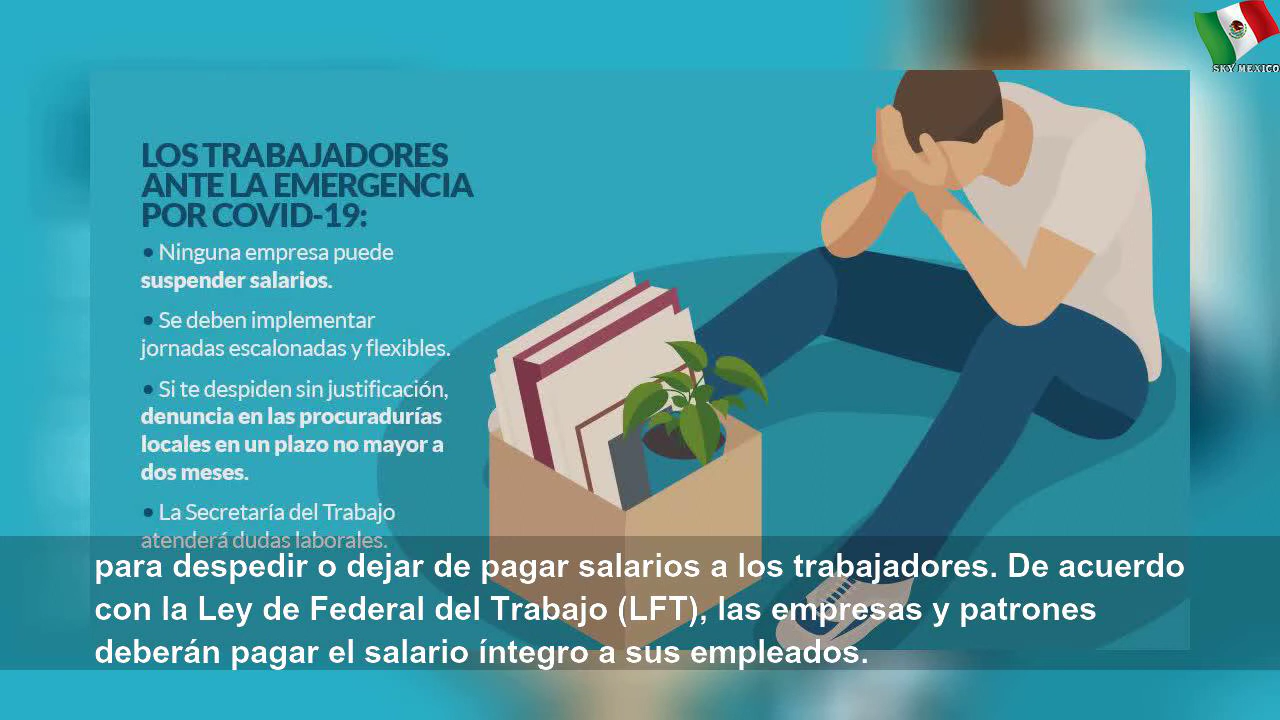 SKY MEXICO
LOS TRABAJADORES
ANTE LA EMERGENCIA
POR COVID-19:
• Ninguna empresa puede
suspender salarios.
• Se deben implementar
jornadas escalonadas y flexibles.
• Si te despiden sin justificación,
denuncia en las procuradurías
locales en un plazo no mayor a
dos meses.
• La Secretaría del Trabajo
atenderá dudas laborales.
para despedir o dejar de pagar salarios a los trabajadores. De acuerdo
con la Ley de Federal del Trabajo (LFT), las empresas y patrones
deberán pagar el salario íntegro a sus empleados.